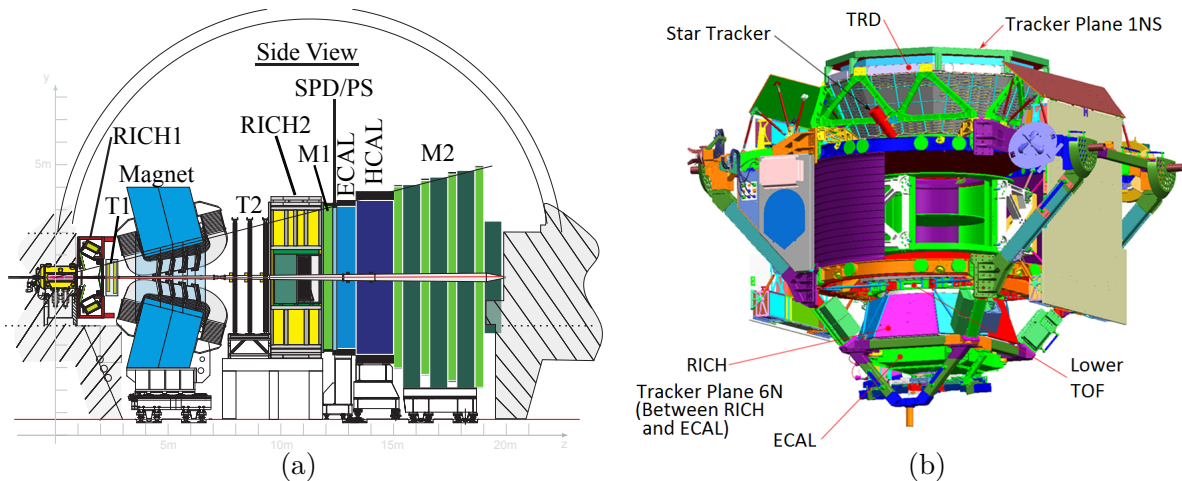 Side View
SPD/PS
RICH1
RICH2
M1
ECAL
HCAL
M2
Magnet
T1
T2
y
5m
5m
10m
15m
20m
z
(a)
TRD
Star Tracker
Tracker Plane 1NS
RICH
Tracker Plane 6N
(Between RICH
and ECAL)
ECAL
Lower
TOF
(b)